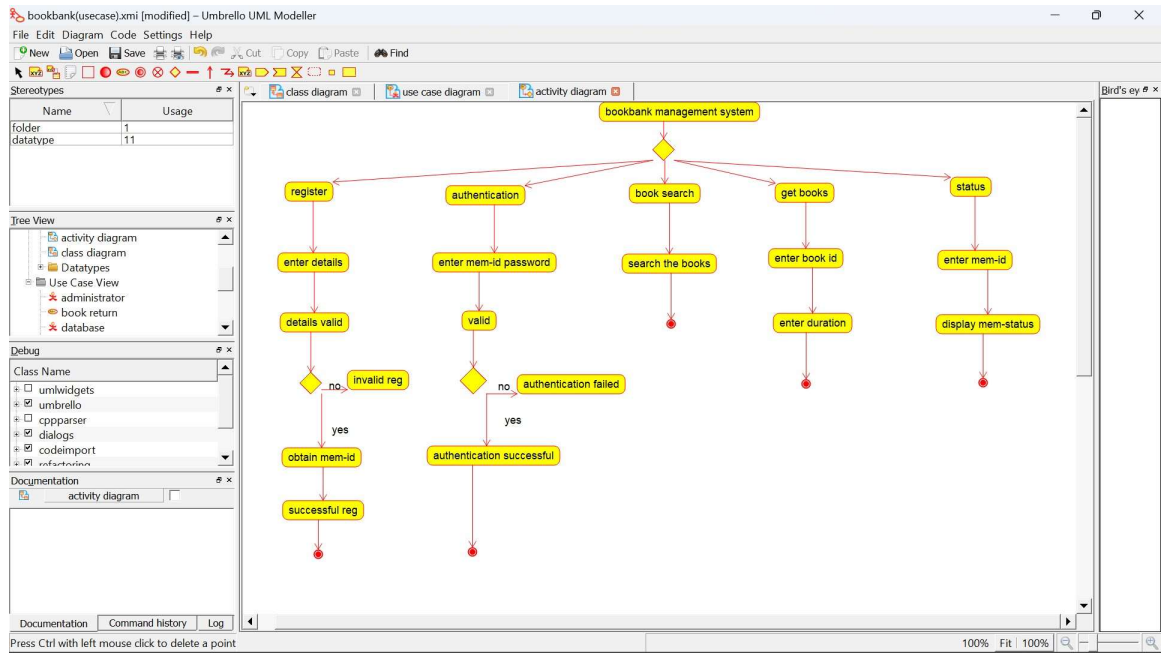 bookbank(usecase).xmi [modified] – Umbrello UML Modeller
File Edit Diagram Code Settings Help
New Open Save Cut Copy Paste Find
Stereotypes
Name Usage
folder 1
datatype 11
Tree View
activity diagram
class diagram
Datatypes
Use Case View
administrator
book return
database
Debug
Class Name
umlwidgets
umbrello
cppparser
dialogs
codeimport
refactoring
Documentation
activity diagram
Documentation Command history Log
Press Ctrl with left mouse click to delete a point
class diagram use case diagram activity diagram
bookbank management system
register authentication book search get books status
enter details enter mem-id password search the books enter book id enter mem-id
details valid valid enter duration display mem-status
no invalid reg no authentication failed
yes yes
obtain mem-id authentication successful
successful reg
Bird's ey
100% Fit 100%